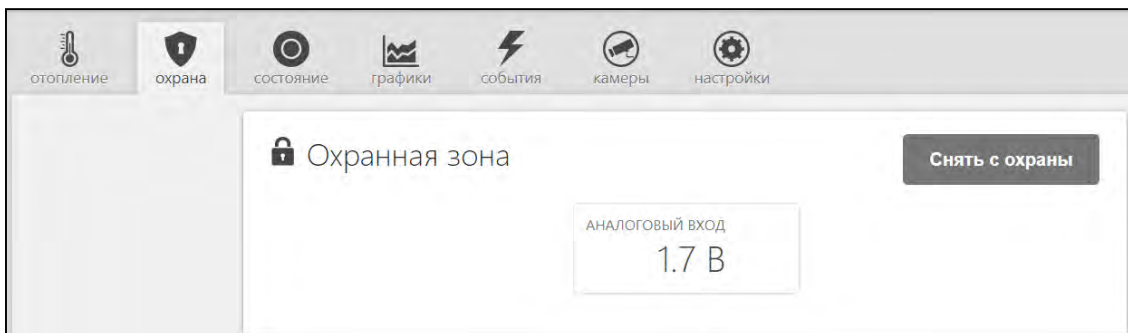 отопление охрана состояние графики события камеры настройки
Охранная зона
Снять с охраны
АНАЛОГОВЫЙ ВХОД
1.7 В